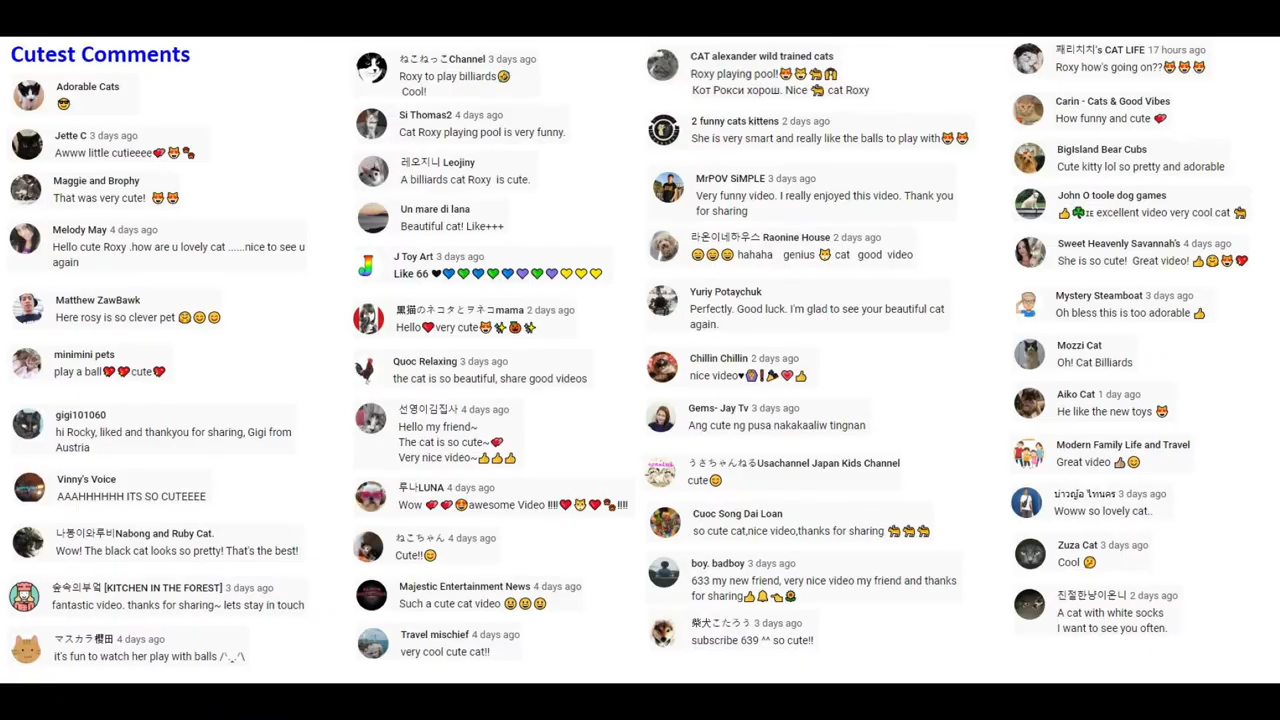 Cutest Comments
Adorable Cats
😎
Jette C 3 days ago
Awww little cutieeee💕😻🐾
Maggie and Brophy
That was very cute! 😻😻
Melody May 4 days ago
Hello cute Roxy .how are u lovely cat ......nice to see u
again
Matthew ZawBawk
Here rosy is so clever pet 🤗😊😊
minimini pets
play a ball💖💖cute💖
gigi101060
hi Rocky, liked and thankyou for sharing, Gigi from
Austria
Vinny's Voice
AAAHHHHHH ITS SO CUTEEEE
나봉이와루비Nabong and Ruby Cat.
Wow! The black cat looks so pretty! That's the best!
숲속의부엌 [KITCHEN IN THE FOREST] 3 days ago
fantastic video. thanks for sharing~ lets stay in touch
マスカラ櫻田 4 days ago
it's fun to watch her play with balls /ᐠ.ꞈ.ᐟ\
ねこねっこChannel 3 days ago
Roxy to play billiards🤣
Cool!
Si Thomas2 4 days ago
Cat Roxy playing pool is very funny.
레오지니 Leojiny
A billiards cat Roxy is cute.
Un mare di lana
Beautiful cat! Like+++
J Toy Art 3 days ago
Like 66 🖤💙💚💙💙💜💚💜💛💛💛
黒猫のネコタとヲネコmama 2 days ago
Hello❤️very cute😻✨🎃✨
Quoc Relaxing 3 days ago
the cat is so beautiful, share good videos
선영이김집사 4 days ago
Hello my friend~
The cat is so cute~💕
Very nice video~👍👍👍
루나LUNA 4 days ago
Wow 💕💕😍awesome Video !!!!❤️😺❤️🐾!!!!
ねこちゃん 4 days ago
Cute!!😊
Majestic Entertainment News 4 days ago
Such a cute cat video 😃😃😃
Travel mischief 4 days ago
very cool cute cat!!
CAT alexander wild trained cats
Roxy playing pool!😻😺🐈🙌
Кот Рокси хорош. Nice 🐈 cat Roxy
2 funny cats kittens 2 days ago
She is very smart and really like the balls to play with😻😻
MrPOV SiMPLE 3 days ago
Very funny video. I really enjoyed this video. Thank you
for sharing
라온이네하우스 Raonine House 2 days ago
😄😄😄 hahaha genius 🐱 cat good video
Yuriy Potaychuk
Perfectly. Good luck. I'm glad to see your beautiful cat
again.
Chillin Chillin 2 days ago
nice video♥🙆❗🎉💗👍
Gems- Jay Tv 3 days ago
Ang cute ng pusa nakakaaliw tingnan
うさちゃんねるUsachannel Japan Kids Channel
cute😊
Cuoc Song Dai Loan
so cute cat,nice video,thanks for sharing 🐈🐈🐈
boy. badboy 3 days ago
633 my new friend, very nice video my friend and thanks
for sharing👍🔔👈🌻
柴犬こたろう 3 days ago
subscribe 639 ^^ so cute!!
패리치치's CAT LIFE 17 hours ago
Roxy how's going on??😻😻😻
Carin - Cats & Good Vibes
How funny and cute 💕
BigIsland Bear Cubs
Cute kitty lol so pretty and adorable
John O toole dog games
👍☘️ɪᴇ excellent video very cool cat 🐈
Sweet Heavenly Savannah's 4 days ago
She is so cute! Great video! 👍🤗😻💖
Mystery Steamboat 3 days ago
Oh bless this is too adorable 👍
Mozzi Cat
Oh! Cat Billiards
Aiko Cat 1 day ago
He like the new toys 😻
Modern Family Life and Travel
Great video 👍😊
บ่าวญ้อ ไทนคร 3 days ago
Woww so lovely cat..
Zuza Cat 3 days ago
Cool 😕
친절한냥이온니 2 days ago
A cat with white socks
I want to see you often.